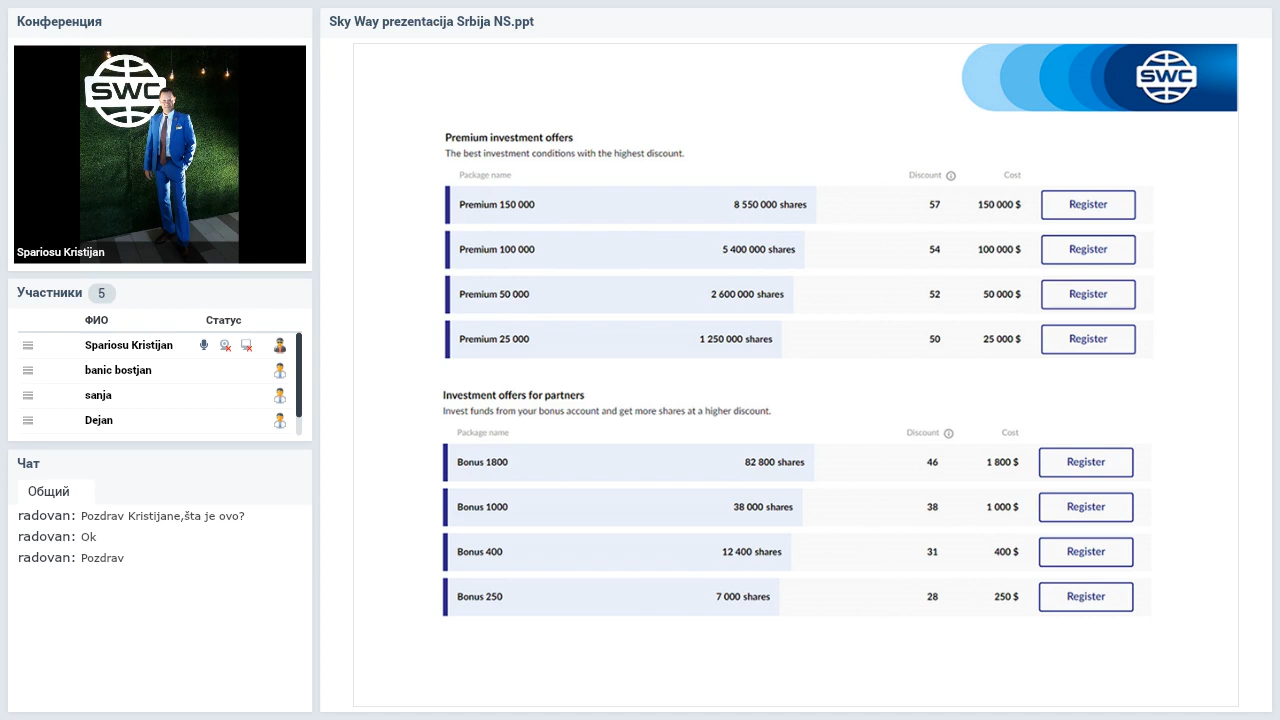 Конференция
SWC
Spariosu Kristijan
Участники 5
ФИО Статус
Spariosu Kristijan
banic bostjan
sanja
Dejan
Чат
Общий
radovan: Pozdrav Kristijane,šta je ovo?
radovan: Ok
radovan: Pozdrav
Sky Way prezentacija Srbija NS.ppt
SWC
Premium investment offers
The best investment conditions with the highest discount.
Package name Discount Cost
Premium 150 000 8 550 000 shares 57 150 000 $ Register
Premium 100 000 5 400 000 shares 54 100 000 $ Register
Premium 50 000 2 600 000 shares 52 50 000 $ Register
Premium 25 000 1 250 000 shares 50 25 000 $ Register
Investment offers for partners
Invest funds from your bonus account and get more shares at a higher discount.
Package name Discount Cost
Bonus 1800 82 800 shares 46 1 800 $ Register
Bonus 1000 38 000 shares 38 1 000 $ Register
Bonus 400 12 400 shares 31 400 $ Register
Bonus 250 7 000 shares 28 250 $ Register